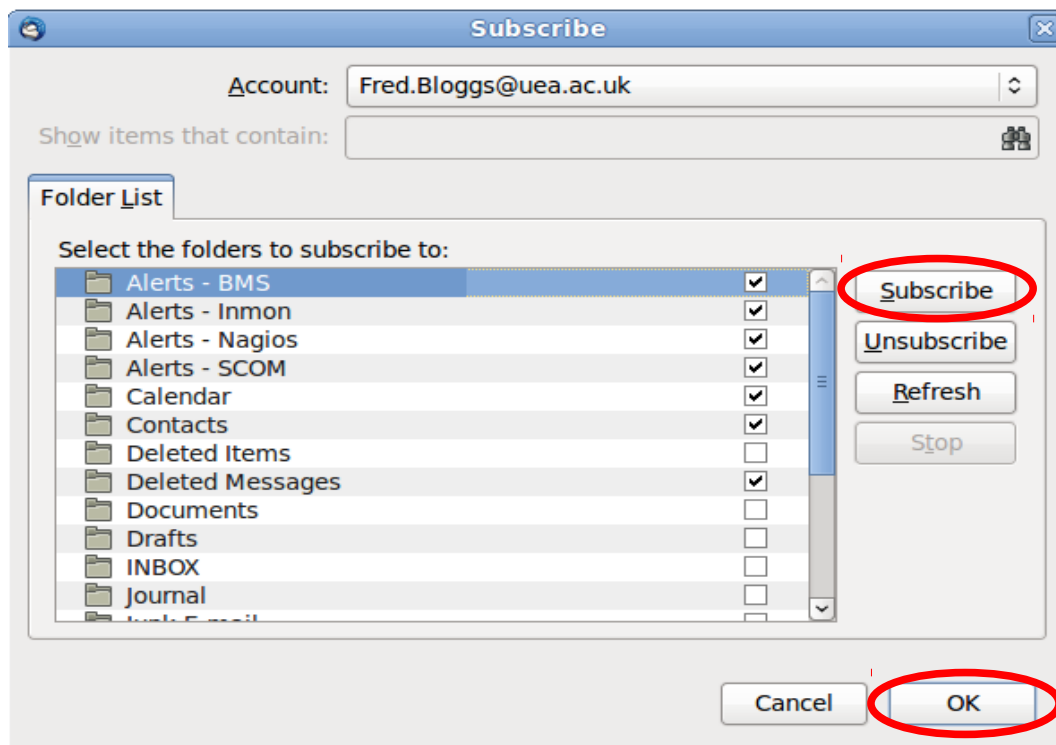 Subscribe
Account: Fred.Bloggs@uea.ac.uk
Show items that contain:
Folder List
Select the folders to subscribe to:
Alerts - BMS
Alerts - Inmon
Alerts - Nagios
Alerts - SCOM
Calendar
Contacts
Deleted Items
Deleted Messages
Documents
Drafts
INBOX
Journal
Junk E-mail
Subscribe
Unsubscribe
Refresh
Stop
Cancel
OK